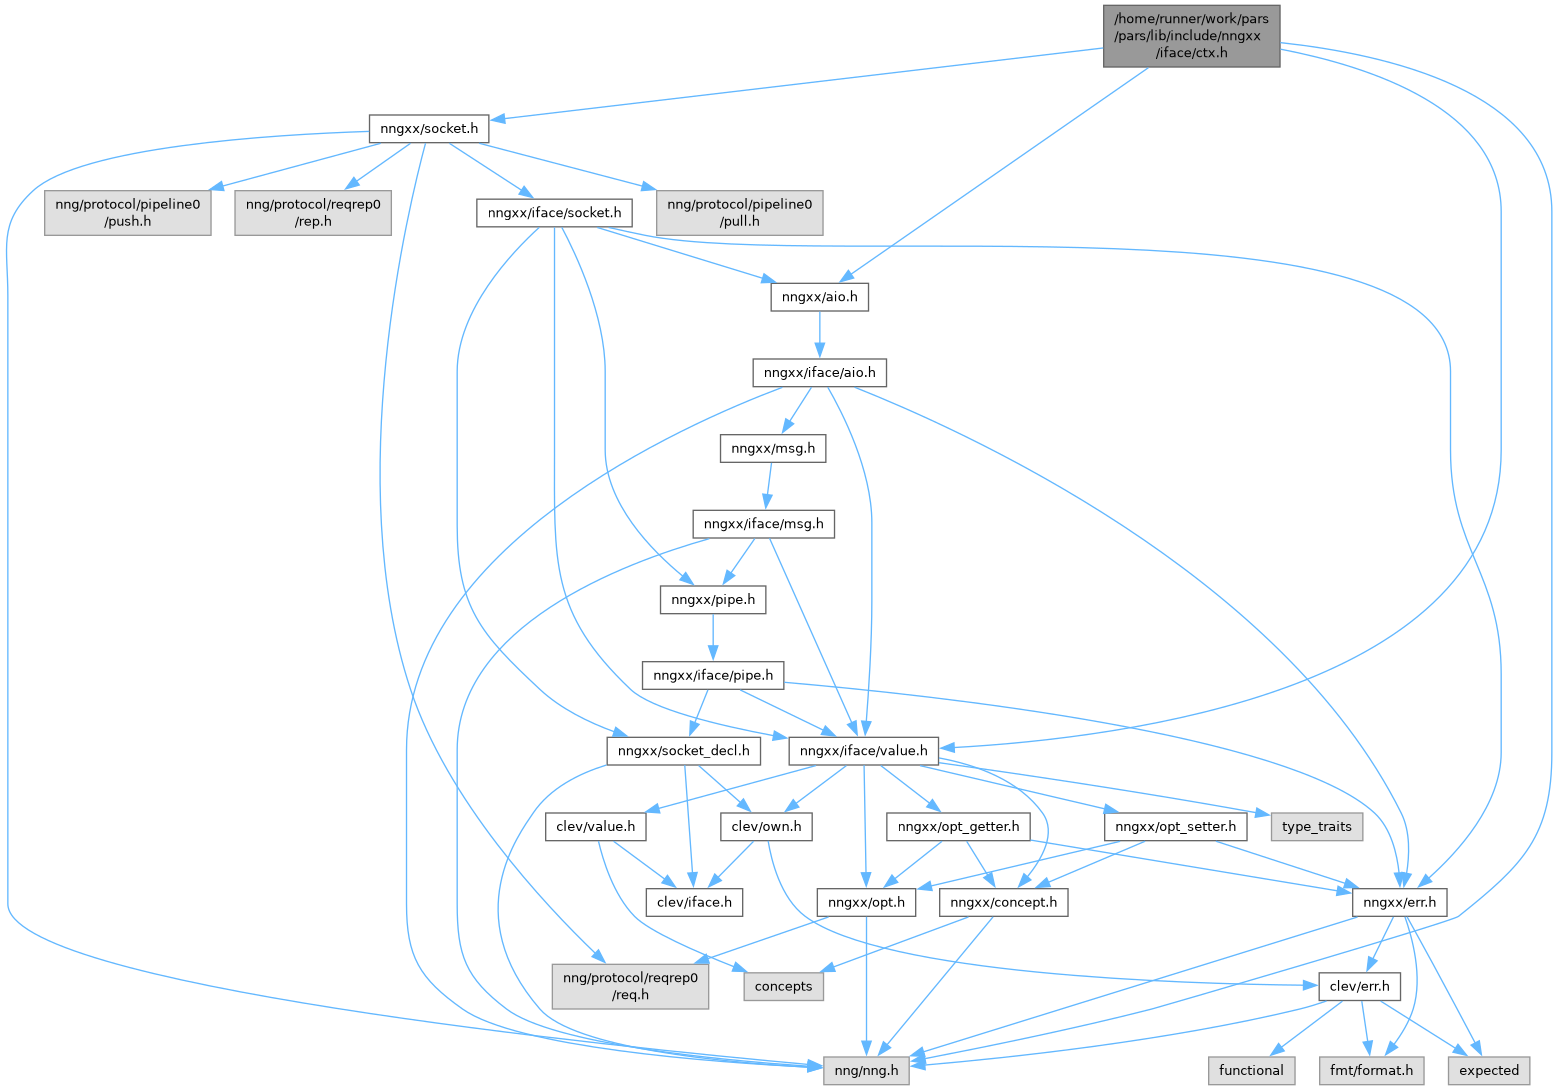 /home/runner/work/pars
/pars/lib/include/nngxx
/iface/ctx.h
nngxx/socket.h
nng/protocol/pipeline0
/push.h
nng/protocol/reqrep0
/rep.h
nngxx/iface/socket.h
nng/protocol/pipeline0
/pull.h
nngxx/aio.h
nngxx/iface/aio.h
nngxx/msg.h
nngxx/iface/msg.h
nngxx/pipe.h
nngxx/iface/pipe.h
nngxx/socket_decl.h
nngxx/iface/value.h
clev/value.h
clev/own.h
nngxx/opt_getter.h
nngxx/opt_setter.h
type_traits
clev/iface.h
nngxx/opt.h
nngxx/concept.h
nngxx/err.h
nng/protocol/reqrep0
/req.h
concepts
clev/err.h
nng/nng.h
functional
fmt/format.h
expected